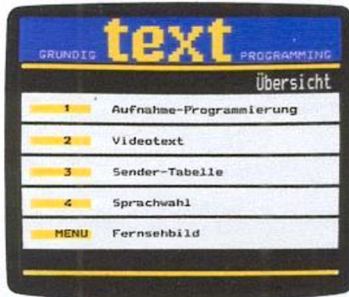 GRUNDIG text PROGRAMMING
Übersicht
1 Aufnahme-Programmierung
2 Videotext
3 Sender-Tabelle
4 Sprachwahl
MENU Fernsehbild